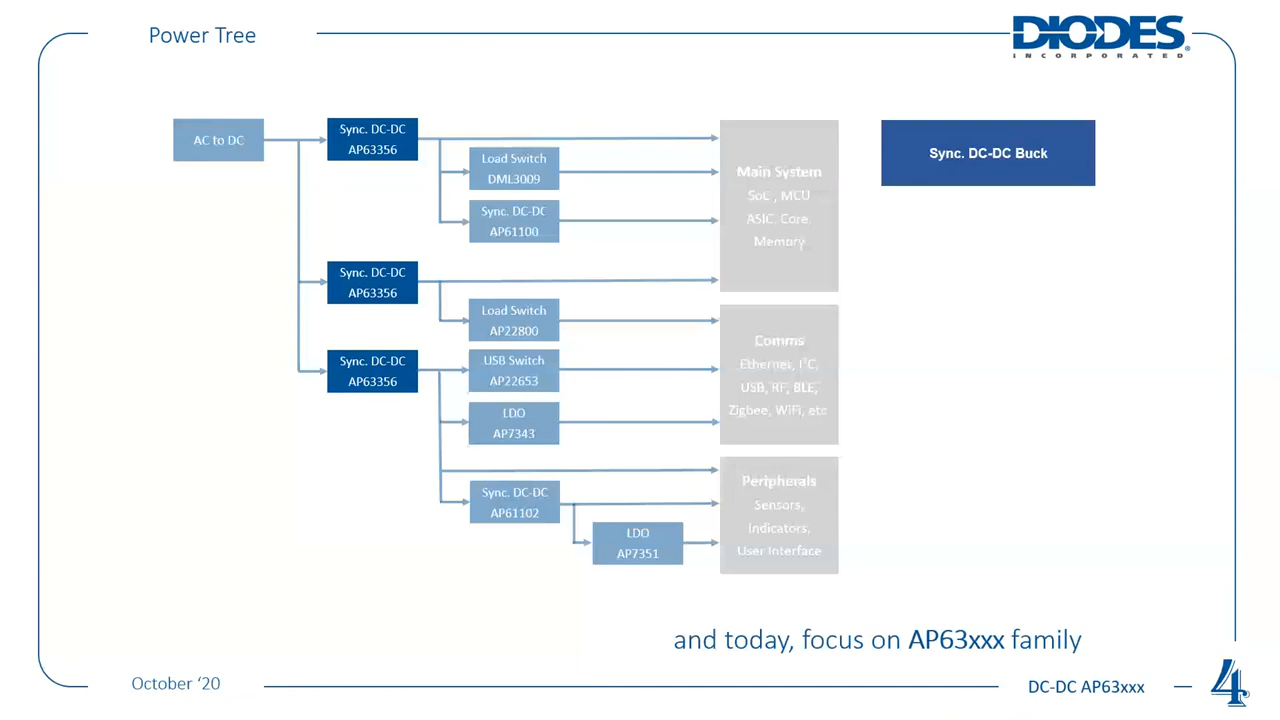 Power Tree
DIODES
INCORPORATED
AC to DC
Sync. DC-DC
AP63356
Load Switch
DML3009
Sync. DC-DC
AP61100
Sync. DC-DC
AP63356
Load Switch
AP22800
Sync. DC-DC
AP63356
USB Switch
AP22653
LDO
AP7343
Sync. DC-DC
AP61102
LDO
AP7351
Main System
SoC , MCU
ASIC. Core.
Memory
Comms
Ethernet, I²C,
USB, RF, BLE,
Zigbee, WiFi, etc
Peripherals
Sensors,
Indicators,
User Interface
Sync. DC-DC Buck
and today, focus on AP63xxx family
October ‘20
DC-DC AP63xxx
4